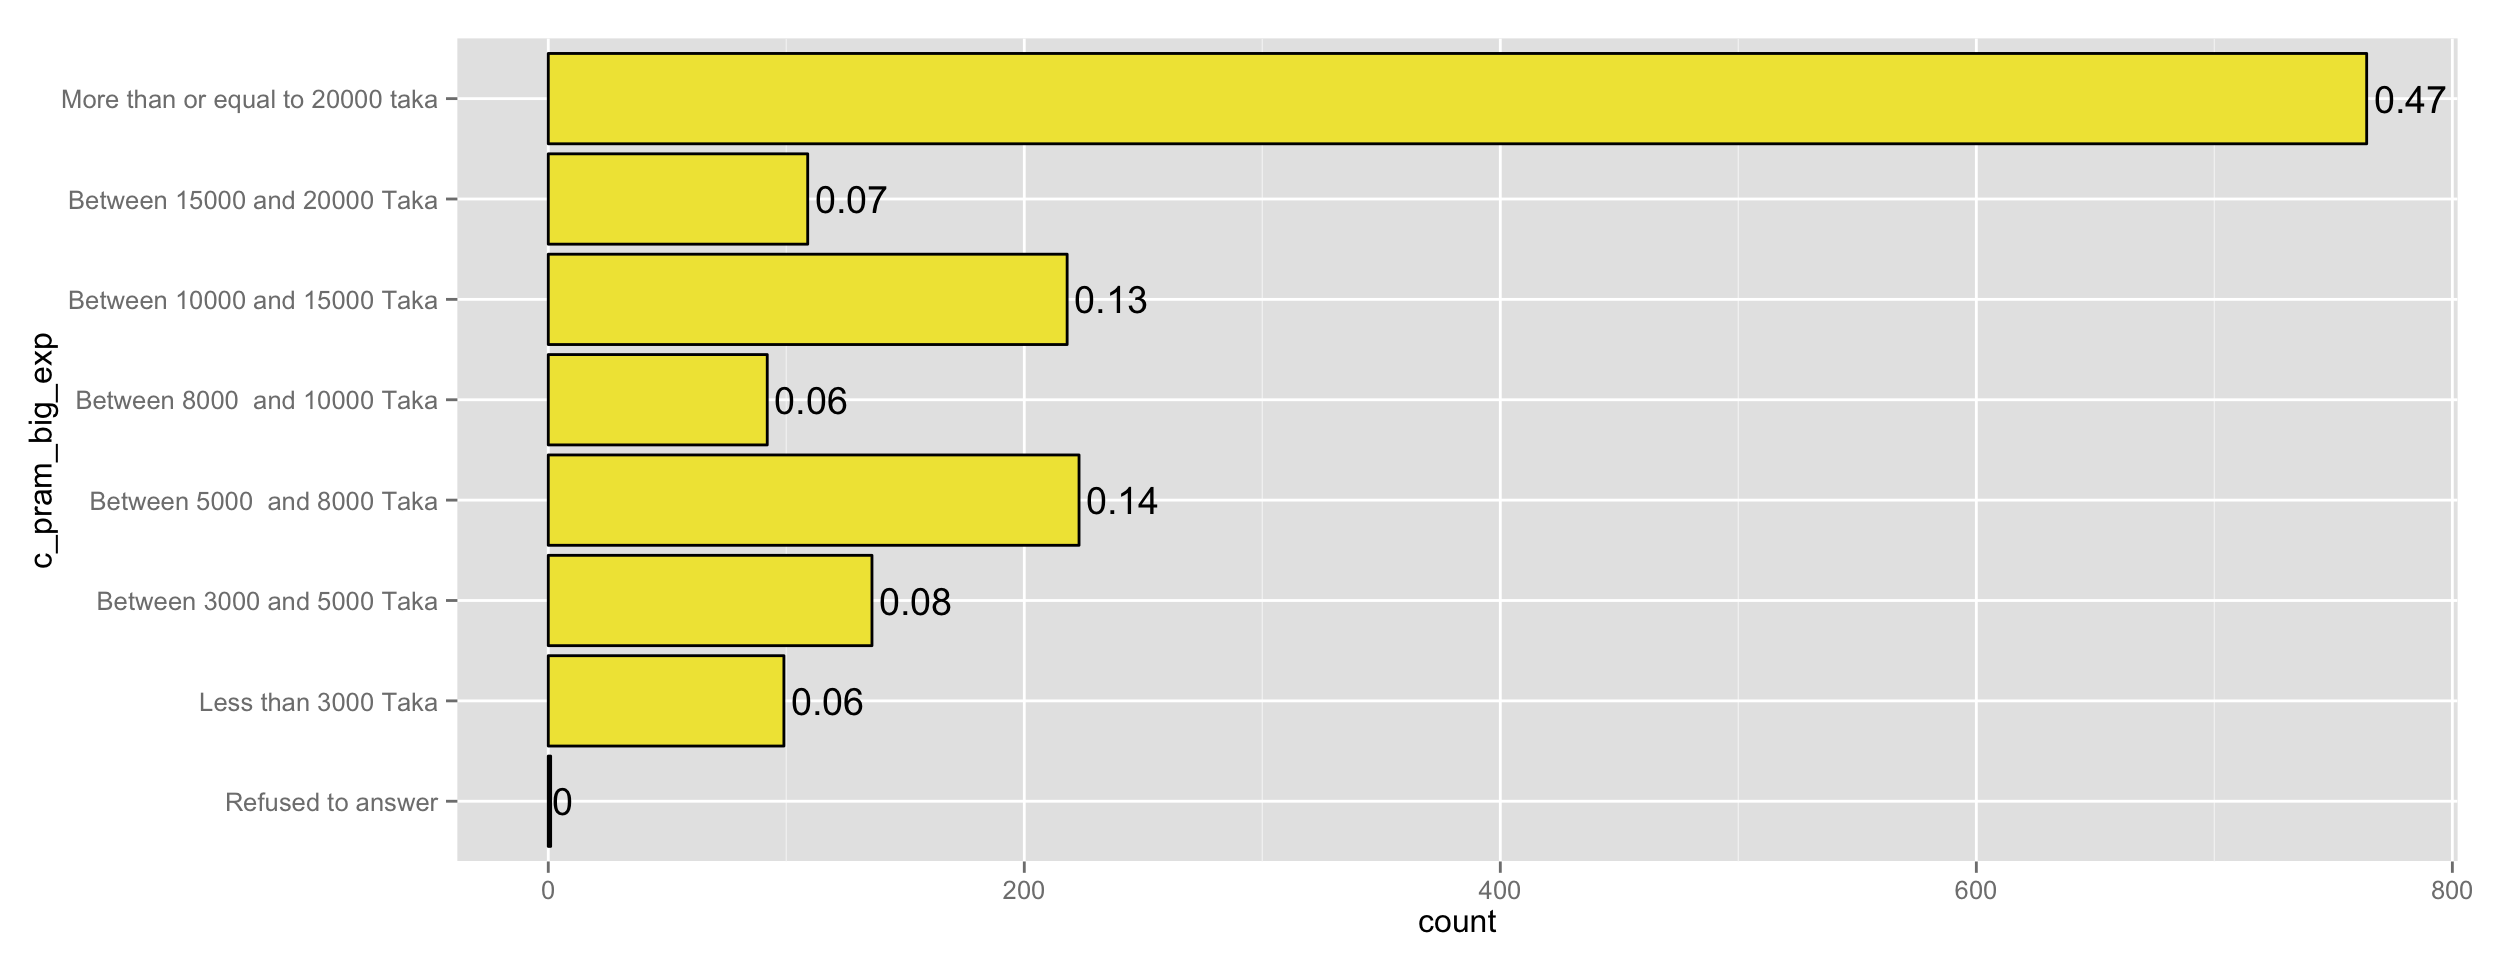 More than or equal to 20000 taka
0.47
Between 15000 and 20000 Taka
0.07
Between 10000 and 15000 Taka
0.13
Between 8000  and 10000 Taka
0.06
Between 5000  and 8000 Taka
0.14
Between 3000 and 5000 Taka
0.08
Less than 3000 Taka
0.06
Refused to answer
0
c_pram_big_exp
0 200 400 600 800
count